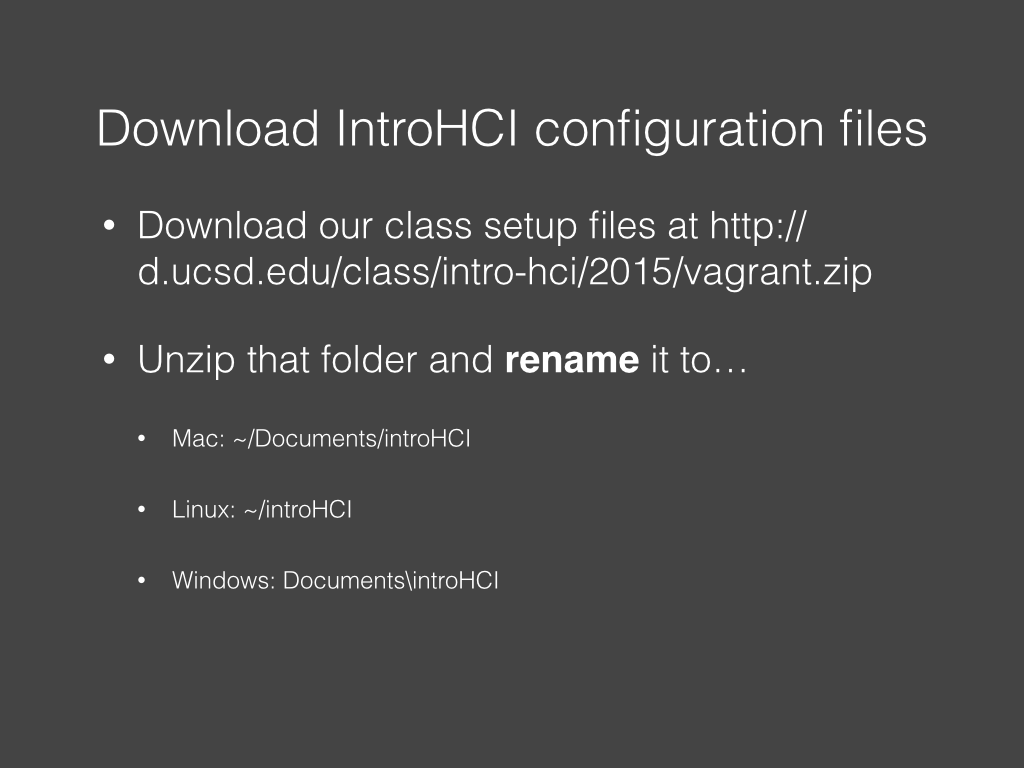 Download IntroHCI configuration files
• Download our class setup files at http://
d.ucsd.edu/class/intro-hci/2015/vagrant.zip
• Unzip that folder and rename it to…
• Mac: ~/Documents/introHCI
• Linux: ~/introHCI
• Windows: Documents\introHCI